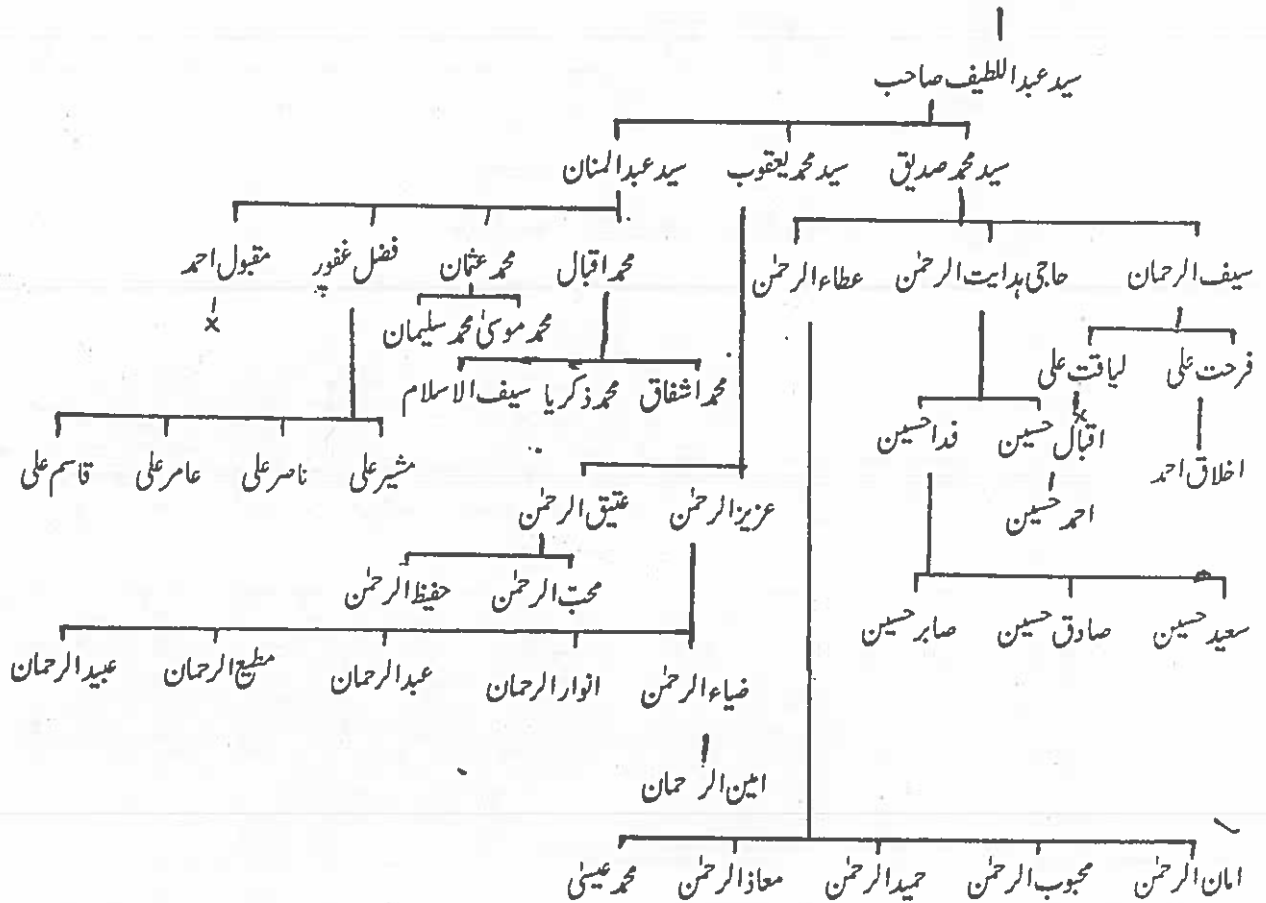 سید عبداللطیف صاحب
سید محمد صدیق سید محمد یعقوب سید عبدالمنان
سیف الرحمان حاجی ہدایت الرحمٰن عطاء الرحمٰن محمد اقبال محمد عثمان فضل غفور مقبول احمد
محمد موسیٰ محمد سلیمان x
فرحت علی لیاقت علی محمد اشفاق محمد ذکریا سیف الاسلام
x
اقبال حسین فدا حسین
اخلاق احمد مشیر علی ناصر علی عامر علی قاسم علی
احمد حسین عزیز الرحمٰن عتیق الرحمٰن
محب الرحمٰن حفیظ الرحمٰن
سعید حسین صادق حسین صابر حسین
ضیاء الرحمٰن انوار الرحمان عبدالرحمان مطیع الرحمان عبید الرحمان
امین الرحمان
امان الرحمٰن محبوب الرحمٰن حمید الرحمٰن معاذ الرحمٰن محمد عیسیٰ